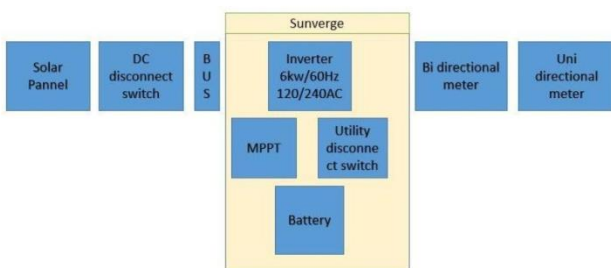 Sunverge
Solar
Pannel
DC
disconnect
switch
B
U
S
Inverter
6kw/60Hz
120/240AC
Bi directional
meter
Uni
directional
meter
MPPT
Utility
disconne
ct switch
Battery